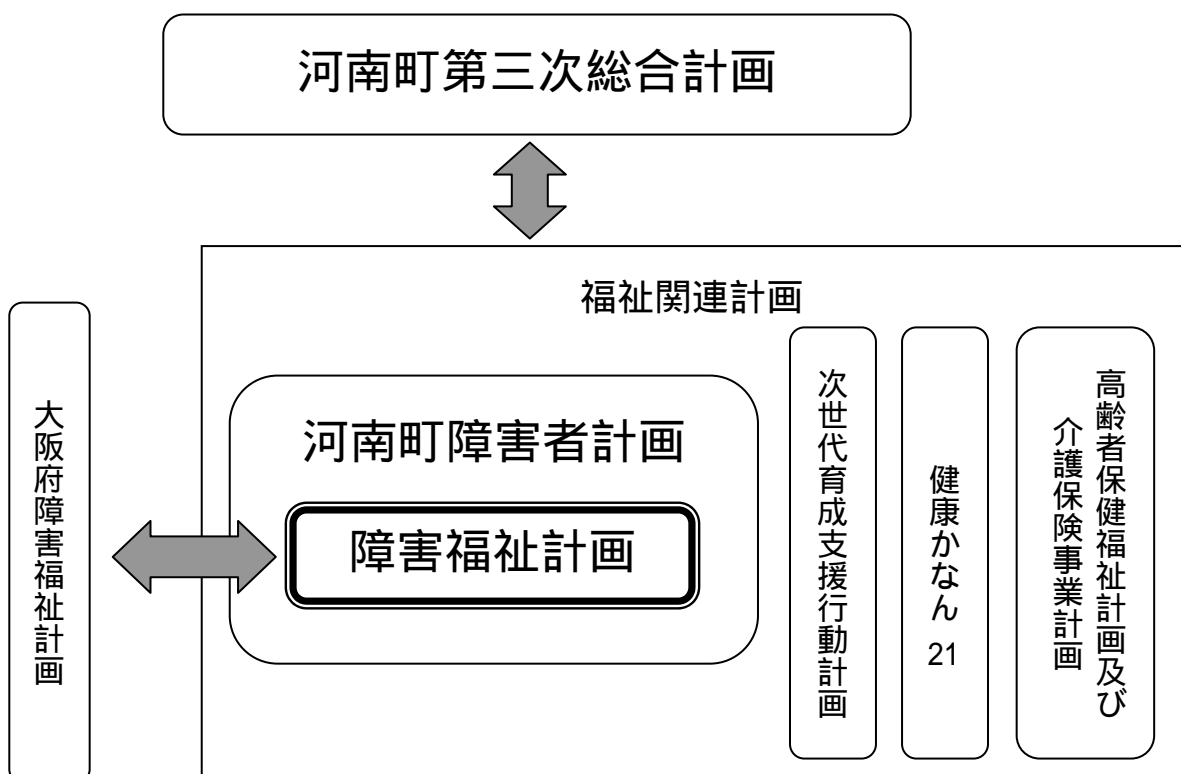 河南町第三次総合計画
福祉関連計画
大阪府障害福祉計画
河南町障害者計画
障害福祉計画
次世代育成支援行動計画
健康かなん21
高齢者保健福祉計画及び
介護保険事業計画